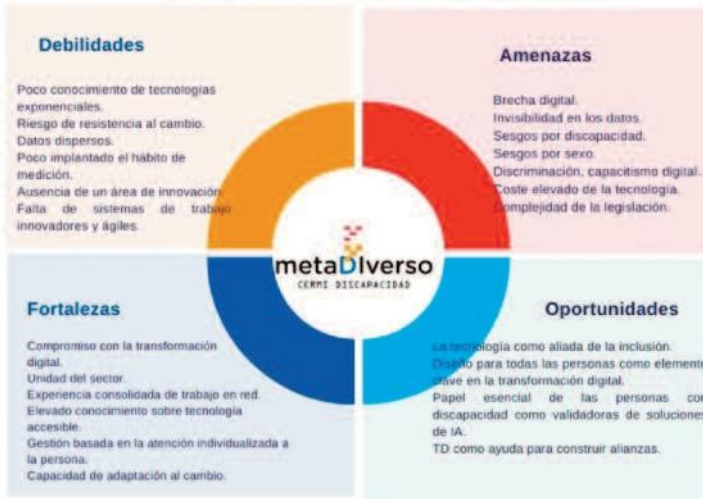 Debilidades
Poco conocimiento de tecnologías
exponenciales.
Riesgo de resistencia al cambio.
Datos dispersos.
Poco implantado el hábito de
medición.
Ausencia de un área de innovación.
Falta de sistemas de trabajo
innovadores y ágiles.
Amenazas
Brecha digital.
Invisibilidad en los datos.
Sesgos por discapacidad.
Sesgos por sexo.
Discriminación, capacitismo digital.
Coste elevado de la tecnología.
Complejidad de la legislación.
metaDIverso
CERMI DISCAPACIDAD
Fortalezas
Compromiso con la transformación
digital.
Unidad del sector.
Experiencia consolidada de trabajo en red.
Elevado conocimiento sobre tecnología
accesible.
Gestión basada en la atención individualizada a
la persona.
Capacidad de adaptación al cambio.
Oportunidades
La tecnología como aliada de la inclusión.
Diseño para todas las personas como elemento
clave en la transformación digital.
Papel esencial de las personas con
discapacidad como validadoras de soluciones
de IA.
TD como ayuda para construir alianzas.